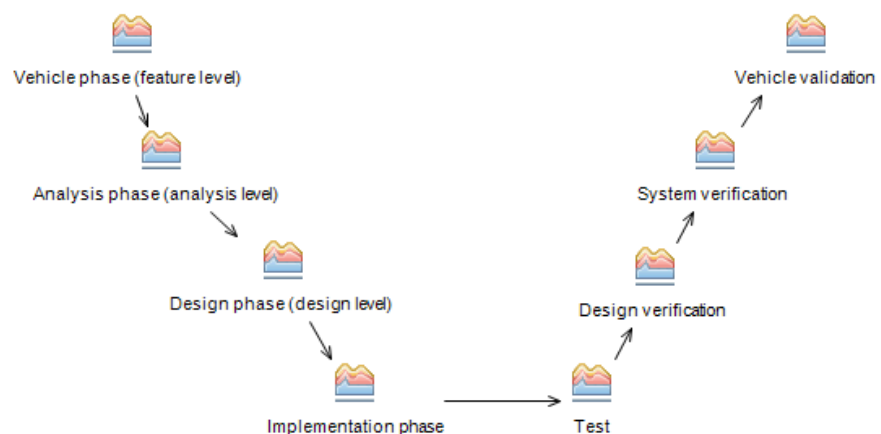 Vehicle phase (feature level)
Vehicle validation
Analysis phase (analysis level)
System verification
Design phase (design level)
Design verification
Implementation phase
Test